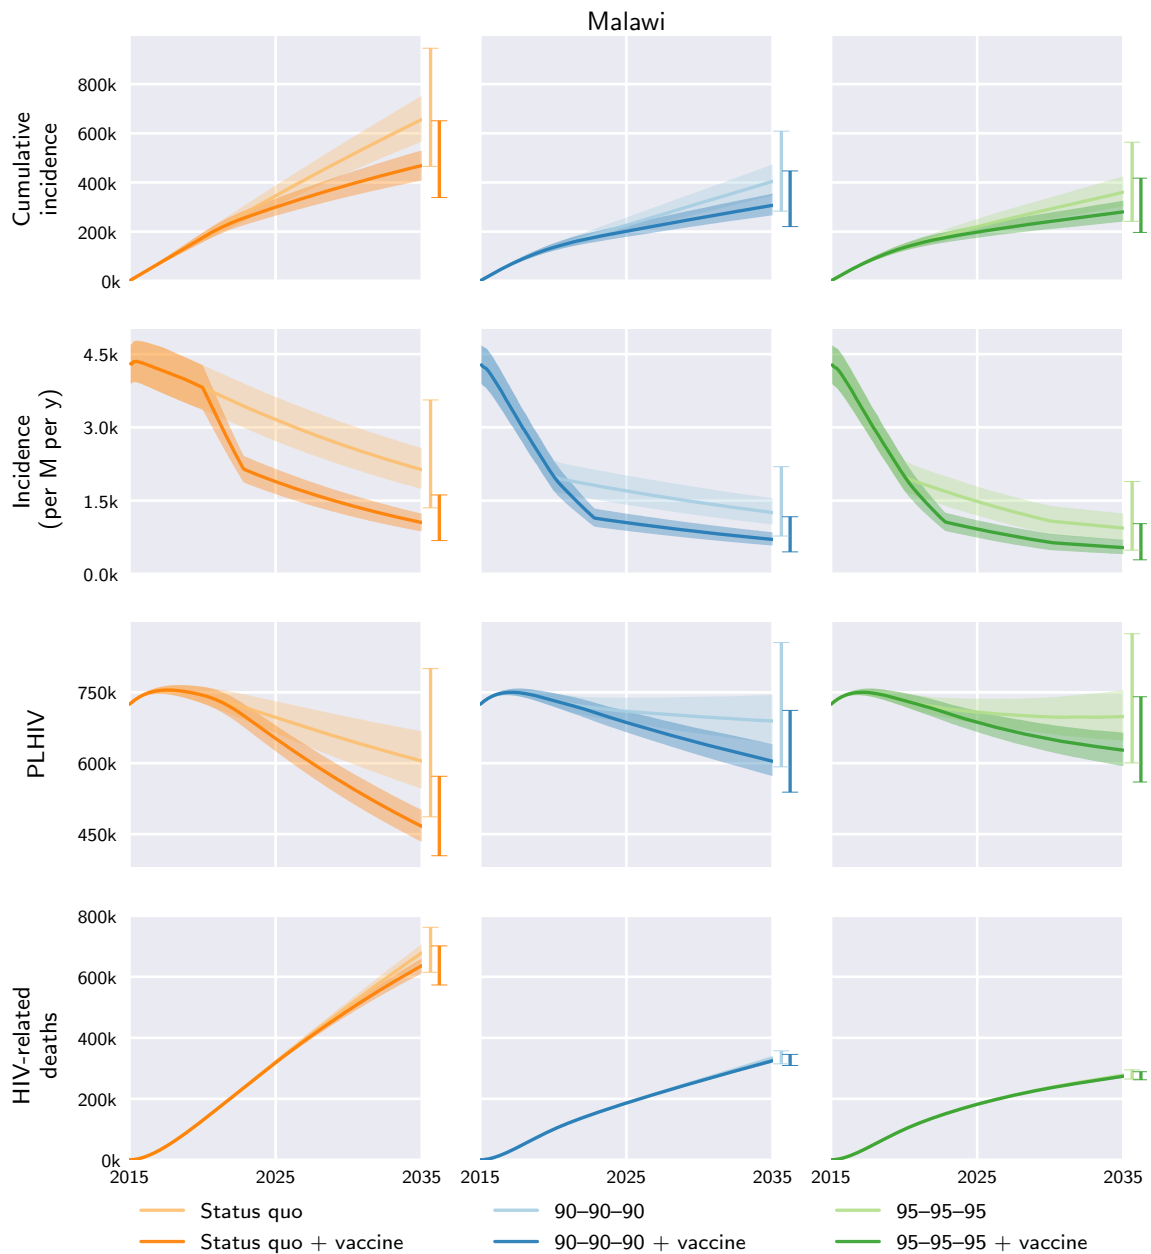 Malawi
Cumulative
incidence
800k
600k
400k
200k
0k
Incidence
(per M per y)
4.5k
3.0k
1.5k
0.0k
PLHIV
750k
600k
450k
HIV-related
deaths
800k
600k
400k
200k
0k
2015 2025 2035 2015 2025 2035 2015 2025 2035
Status quo 90–90–90 95–95–95
Status quo + vaccine 90–90–90 + vaccine 95–95–95 + vaccine